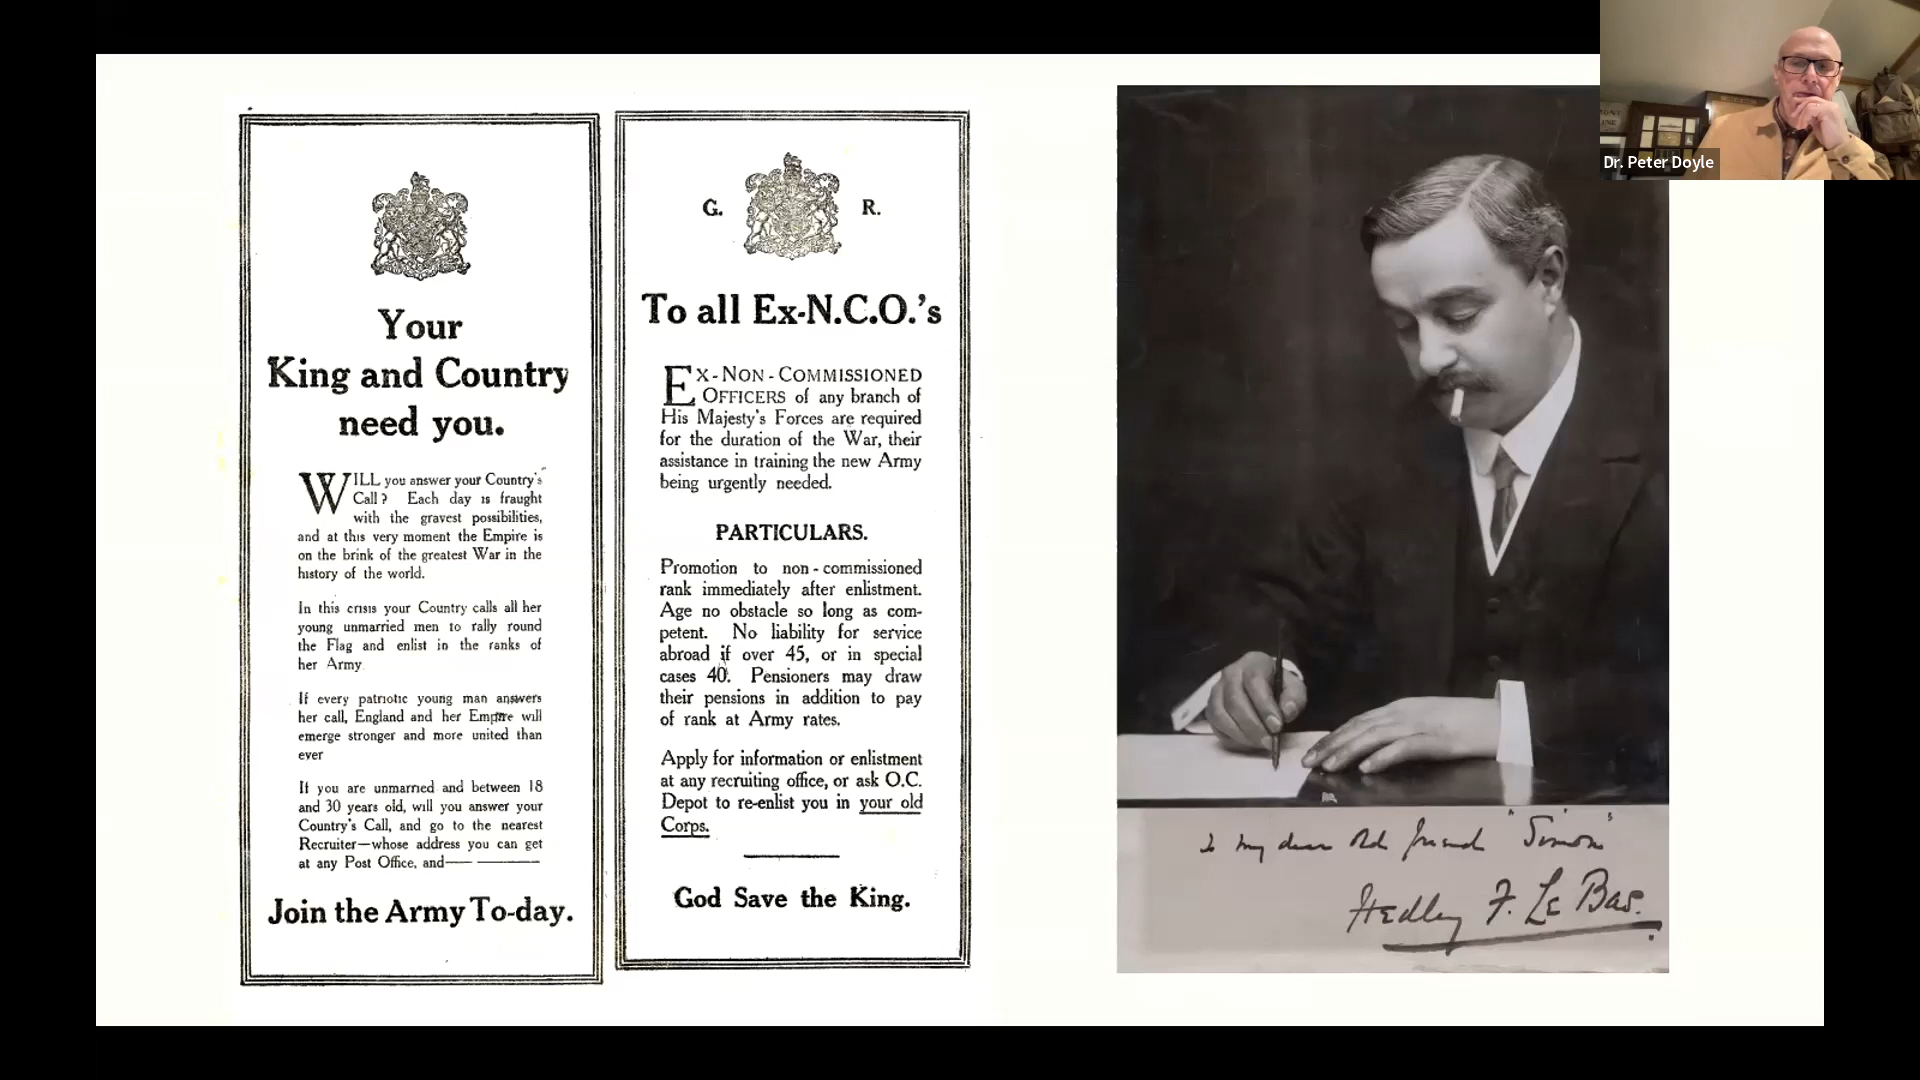 Your
King and Country
need you.
WILL you answer your Country's
Call? Each day is fraught
with the gravest possibilities,
and at this very moment the Empire is
on the brink of the greatest War in the
history of the world.
In this crisis your Country calls all her
young unmarried men to rally round
the Flag and enlist in the ranks of
her Army
If every patriotic young man answers
her call, England and her Empire will
emerge stronger and more united than
ever
If you are unmarried and between 18
and 30 years old, will you answer your
Country's Call, and go to the nearest
Recruiter—whose address you can get
at any Post Office, and—— ————
Join the Army To-day.
G. R.
To all Ex-N.C.O.'s
EX-NON-COMMISSIONED
OFFICERS of any branch of
His Majesty's Forces are required
for the duration of the War, their
assistance in training the new Army
being urgently needed.
PARTICULARS.
Promotion to non-commissioned
rank immediately after enlistment.
Age no obstacle so long as com-
petent. No liability for service
abroad if over 45, or in special
cases 40. Pensioners may draw
their pensions in addition to pay
of rank at Army rates.
Apply for information or enlistment
at any recruiting office, or ask O.C.
Depot to re-enlist you in your old
Corps.
God Save the King.
To my dear old friend "Simon"
Hedley F. Le Bas.
Dr. Peter Doyle